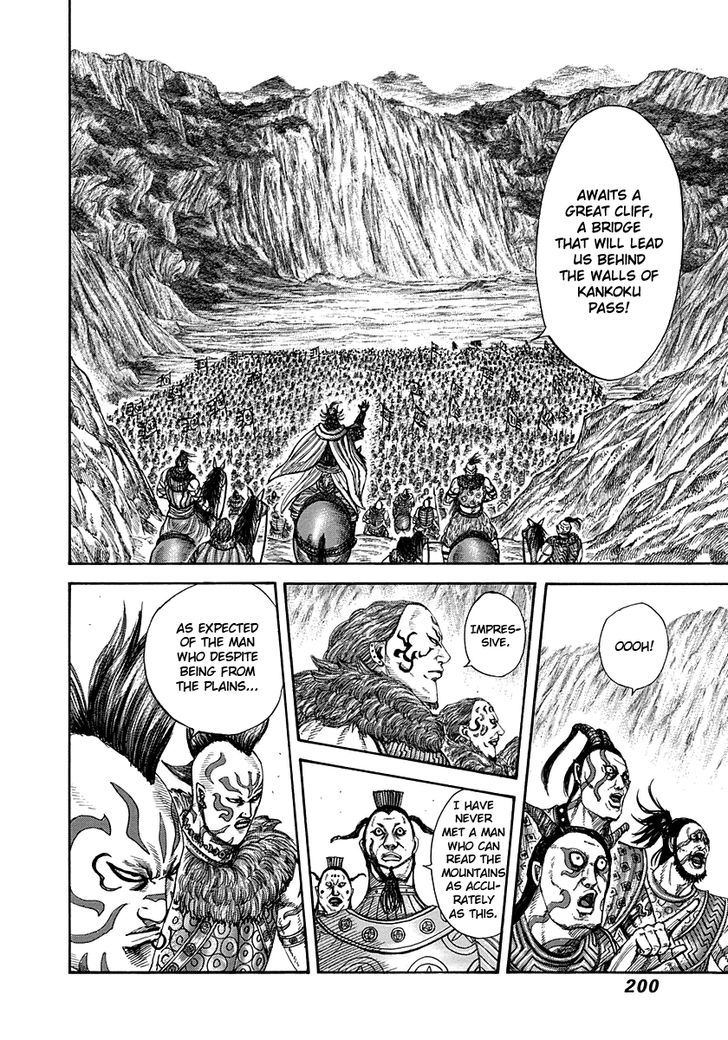 AWAITS A
GREAT CLIFF,
A BRIDGE
THAT WILL LEAD
US BEHIND
THE WALLS OF
KANKOKU
PASS!
OOOH!
IMPRES-
SIVE.
I HAVE
NEVER
MET A MAN
WHO CAN
READ THE
MOUNTAINS
AS ACCU-
RATELY
AS THIS.
AS EXPECTED
OF THE MAN
WHO DESPITE
BEING FROM
THE PLAINS...
200